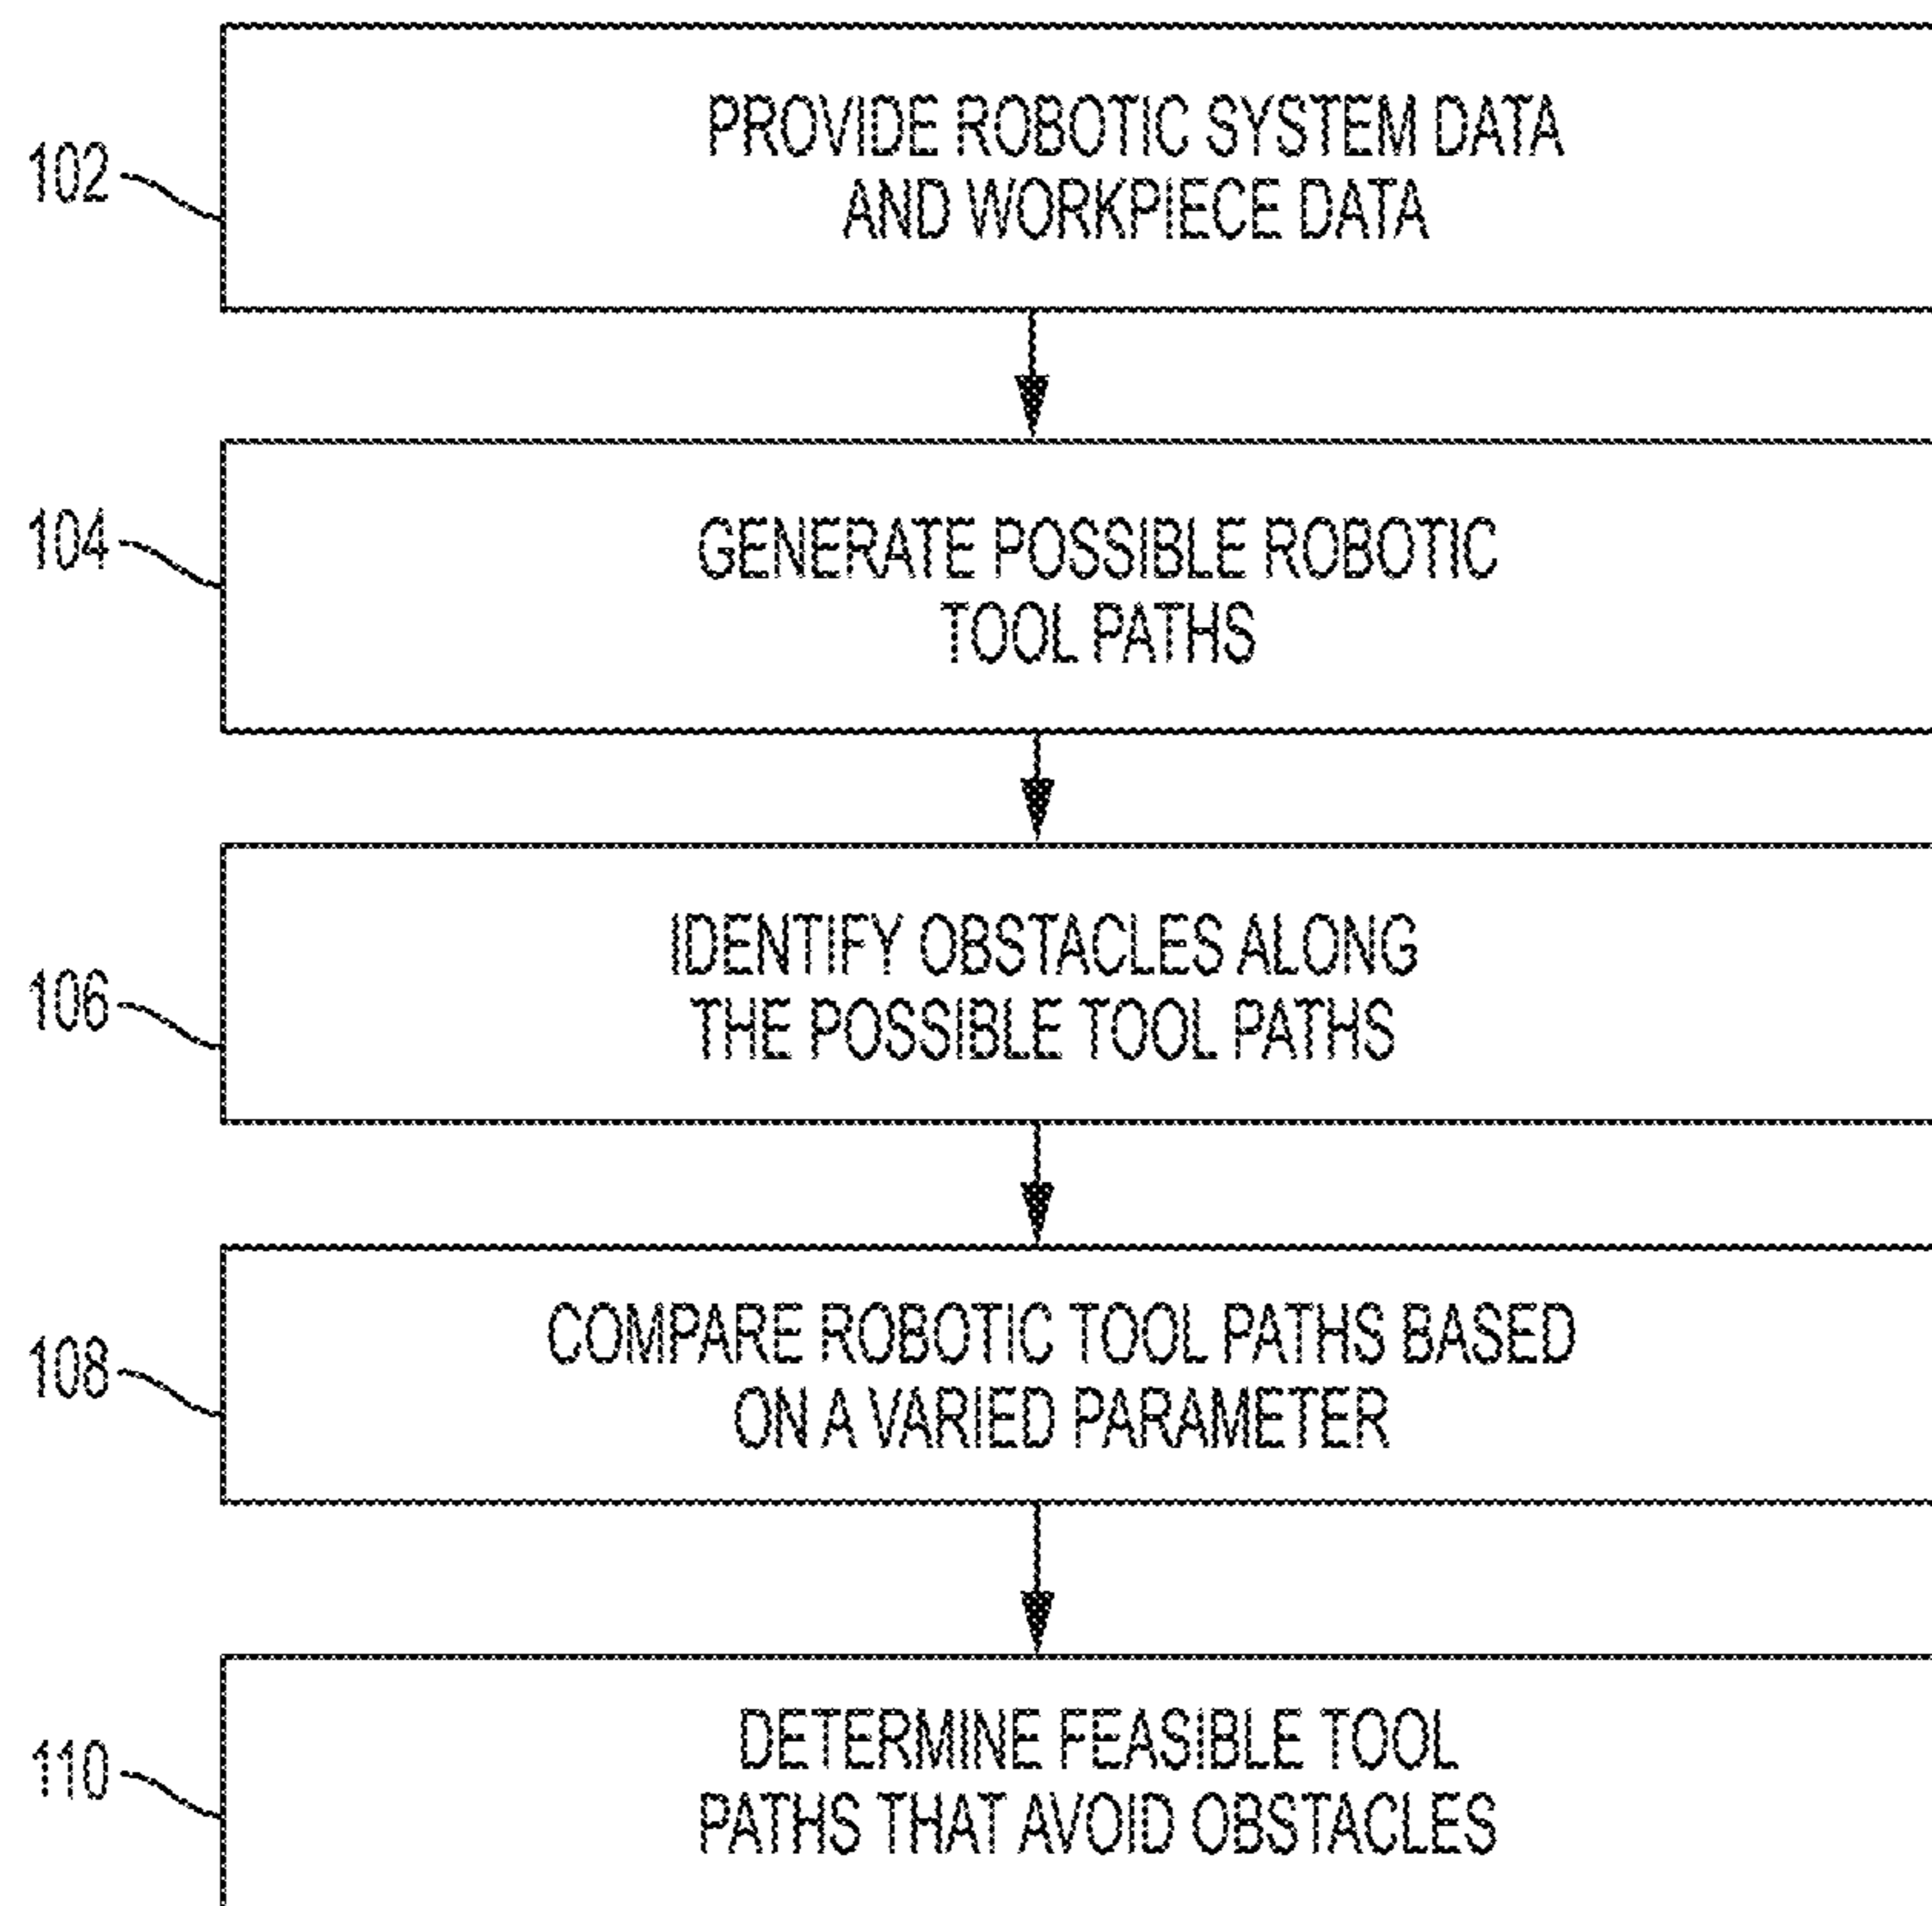 PROVIDE ROBOTIC SYSTEM DATA
AND WORKPIECE DATA
102
GENERATE POSSIBLE ROBOTIC
TOOL PATHS
104
IDENTIFY OBSTACLES ALONG
THE POSSIBLE TOOL PATHS
106
COMPARE ROBOTIC TOOL PATHS BASED
ON A VARIED PARAMETER
108
DETERMINE FEASIBLE TOOL
PATHS THAT AVOID OBSTACLES
110